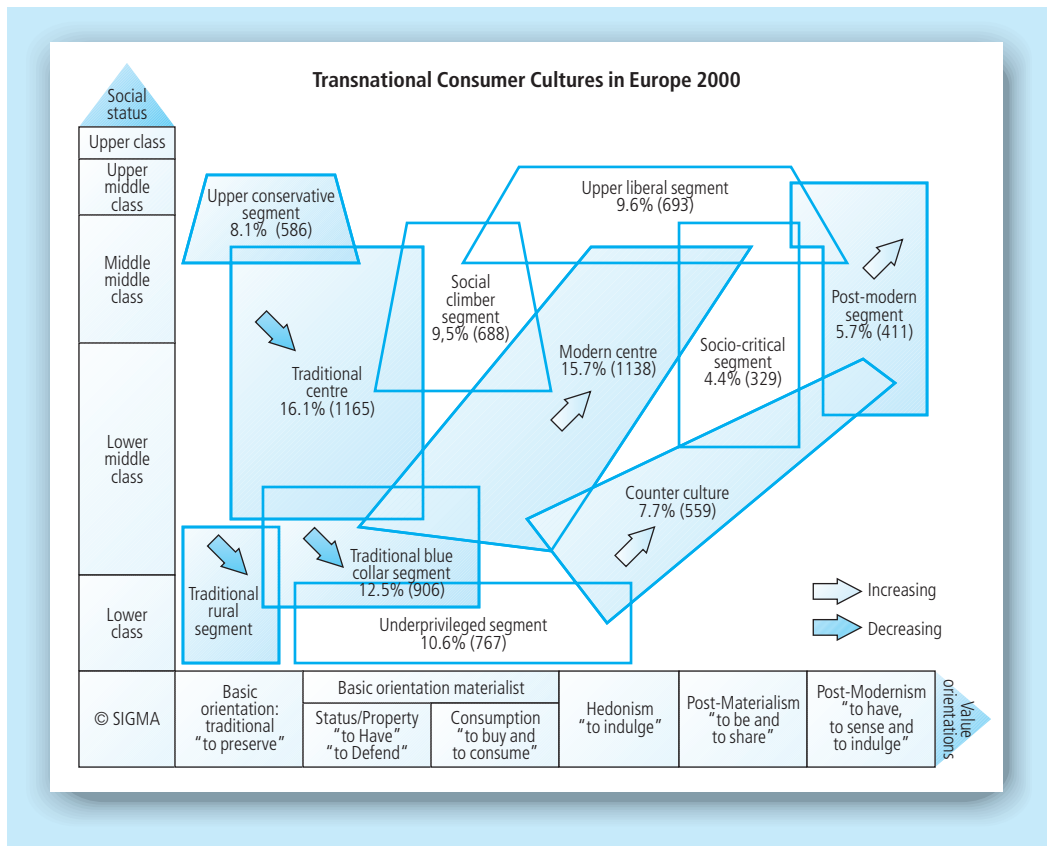 Transnational Consumer Cultures in Europe 2000
Social
status
Upper class
Upper
middle
class
Middle
middle
class
Lower
middle
class
Lower
class
Upper conservative
segment
8.1% (586)
Upper liberal segment
9.6% (693)
Social
climber
segment
9,5% (688)
Traditional
centre
16.1% (1165)
Modern centre
15.7% (1138)
Socio-critical
segment
4.4% (329)
Post-modern
segment
5.7% (411)
Counter culture
7.7% (559)
Traditional blue
collar segment
12.5% (906)
Traditional
rural
segment
Underprivileged segment
10.6% (767)
Increasing
Decreasing
© SIGMA
Basic
orientation:
traditional
“to preserve”
Basic orientation materialist
Status/Property
“to Have”
“to Defend“
Consumption
“to buy and
to consume”
Hedonism
“to indulge”
Post-Materialism
“to be and
to share”
Post-Modernism
“to have,
to sense and
to indulge”
Value
orientations